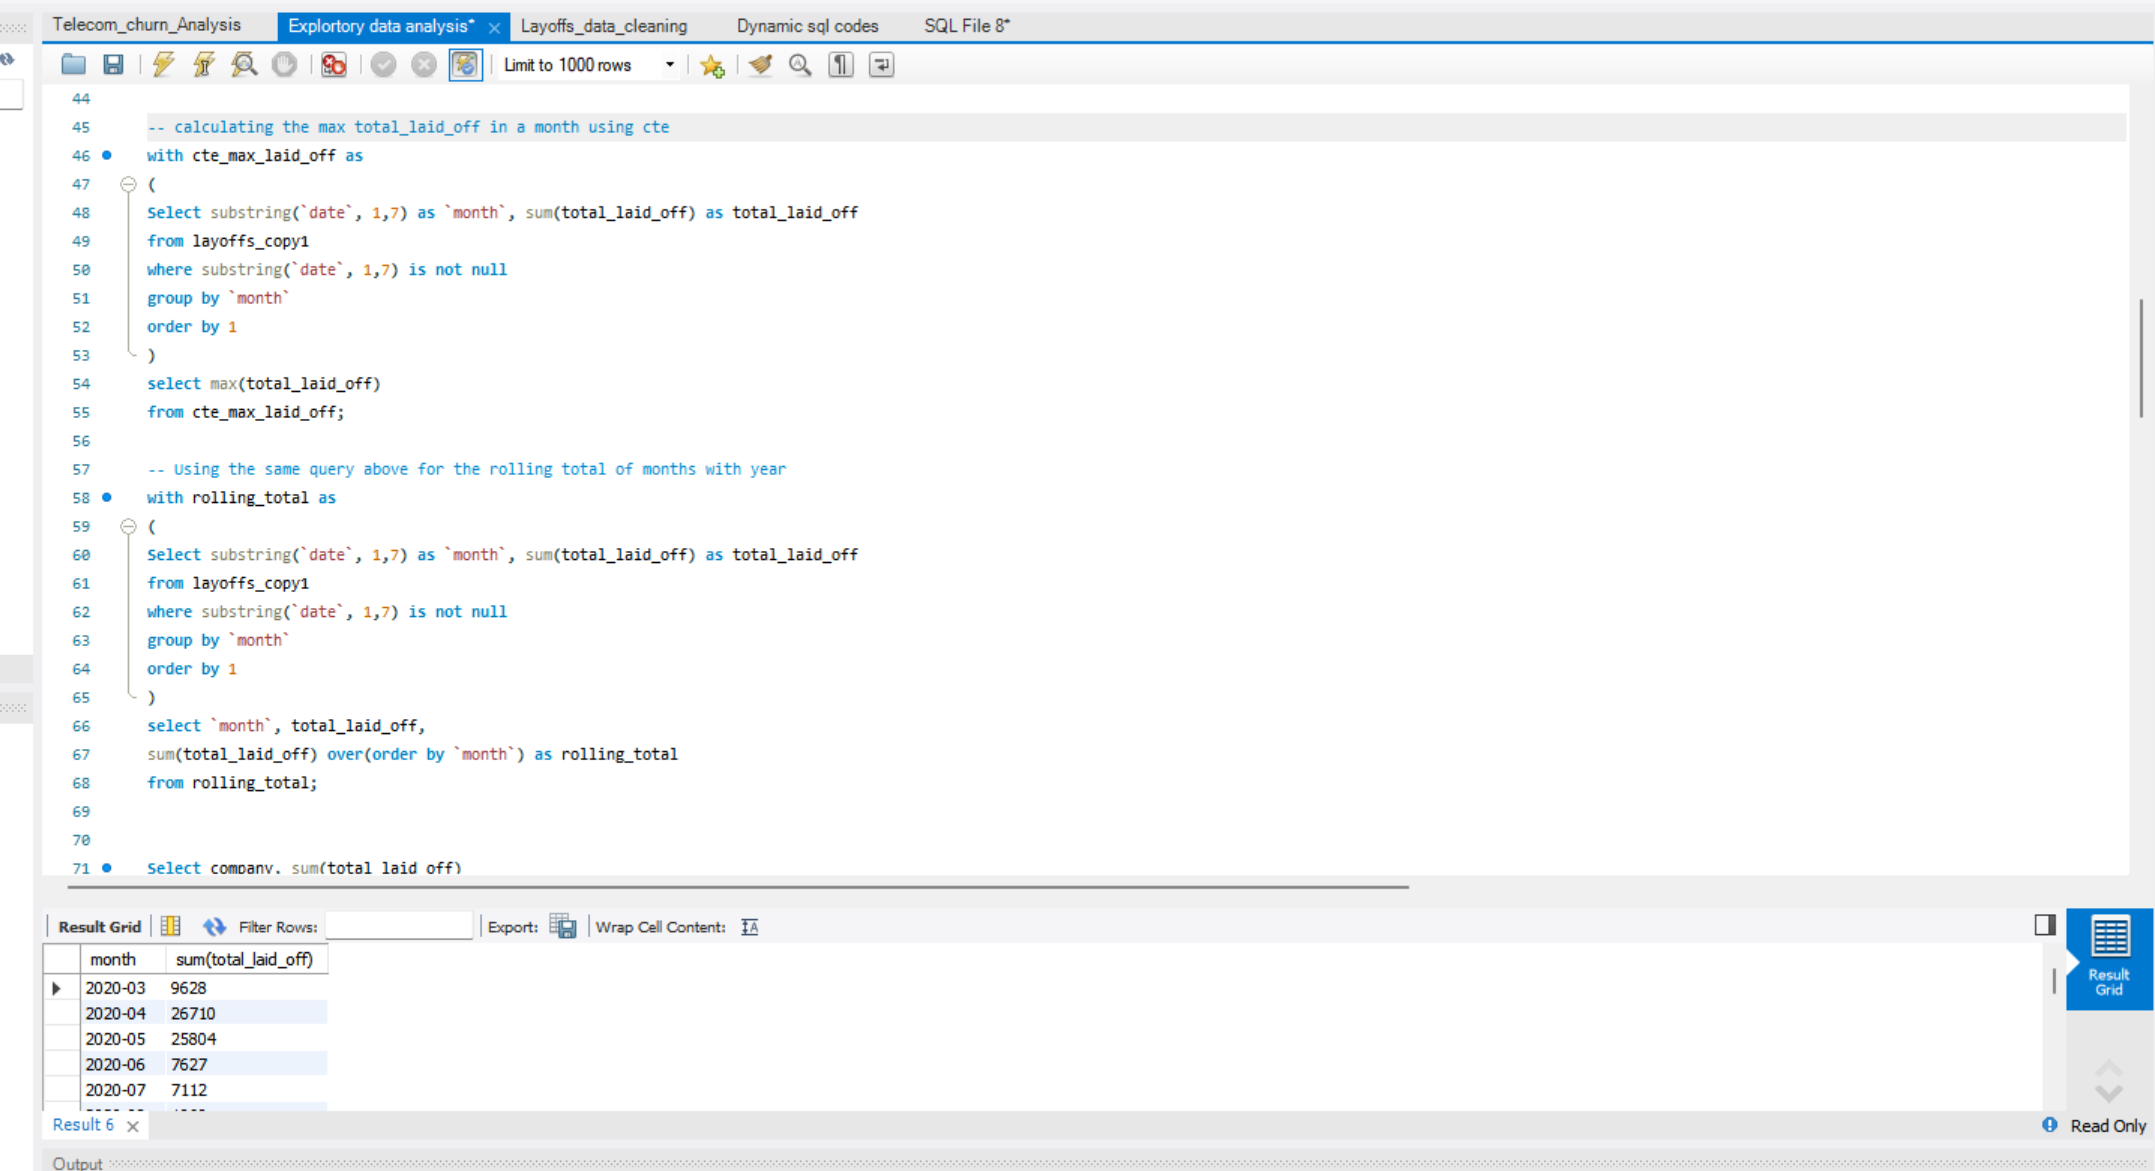 Telecom_churn_Analysis Explortory data analysis* Layoffs_data_cleaning Dynamic sql codes SQL File 8*
Limit to 1000 rows
44
45 -- calculating the max total_laid_off in a month using cte
46 with cte_max_laid_off as
47 (
48 Select substring(`date`, 1,7) as `month`, sum(total_laid_off) as total_laid_off
49 from layoffs_copy1
50 where substring(`date`, 1,7) is not null
51 group by `month`
52 order by 1
53 )
54 select max(total_laid_off)
55 from cte_max_laid_off;
56
57 -- Using the same query above for the rolling total of months with year
58 with rolling_total as
59 (
60 Select substring(`date`, 1,7) as `month`, sum(total_laid_off) as total_laid_off
61 from layoffs_copy1
62 where substring(`date`, 1,7) is not null
63 group by `month`
64 order by 1
65 )
66 select `month`, total_laid_off,
67 sum(total_laid_off) over(order by `month`) as rolling_total
68 from rolling_total;
69
70
71 Select company, sum(total_laid_off)
Result Grid Filter Rows: Export: Wrap Cell Content:
month sum(total_laid_off)
2020-03 9628
2020-04 26710
2020-05 25804
2020-06 7627
2020-07 7112
Result
Grid
Result 6
Read Only
Output